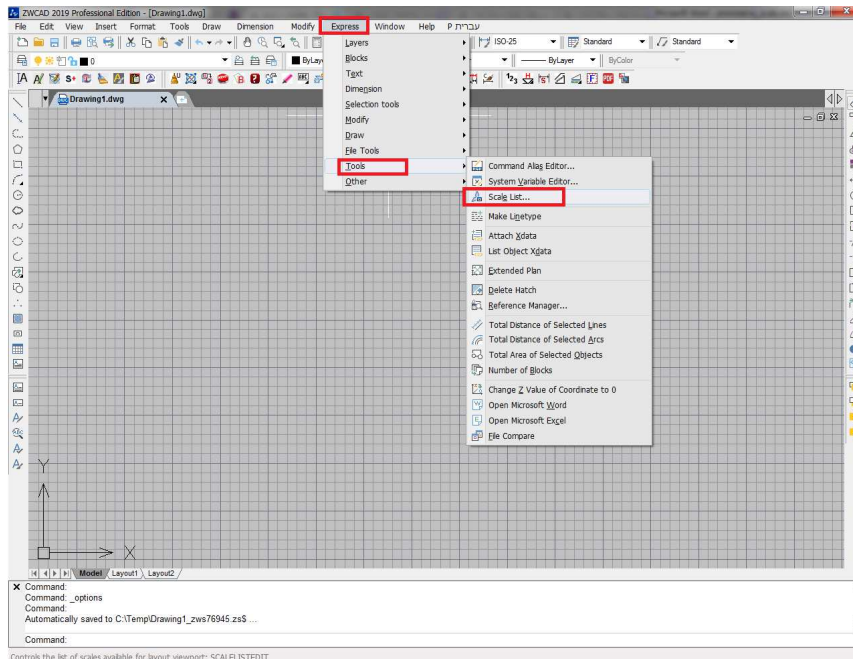 ZWCAD 2019 Professional Edition - [Drawing1.dwg]
File Edit View Insert Format Tools Draw Dimension Modify Express Window Help עברית P
0 ByLaye ISO-25 Standard Standard
ByLayer ByColor
Drawing1.dwg
Layers
Blocks
Text
Dimension
Selection tools
Modify
Draw
File Tools
Tools
Other
Command Alias Editor...
System Variable Editor...
Scale List...
Make Linetype
Attach Xdata
List Object Xdata
Extended Plan
Delete Hatch
Reference Manager...
Total Distance of Selected Lines
Total Distance of Selected Arcs
Total Area of Selected Objects
Number of Blocks
Change Z Value of Coordinate to 0
Open Microsoft Word
Open Microsoft Excel
File Compare
Y
X
Model Layout1 Layout2
Command:
Command: _options
Command:
Automatically saved to C:\Temp\Drawing1_zws76945.zs$ ...
Command:
Controls the list of scales available for layout viewport: SCALELISTEDIT